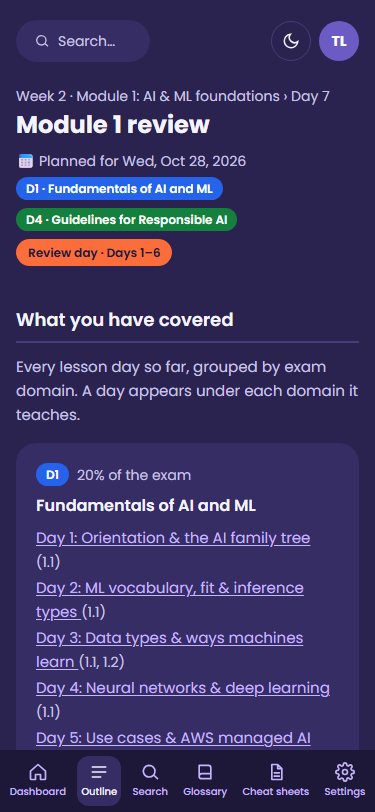 Search...
TL
Week 2 · Module 1: AI & ML foundations › Day 7
Module 1 review
Planned for Wed, Oct 28, 2026
D1 · Fundamentals of AI and ML
D4 · Guidelines for Responsible AI
Review day · Days 1–6
What you have covered
Every lesson day so far, grouped by exam
domain. A day appears under each domain it
teaches.
D1 20% of the exam
Fundamentals of AI and ML
Day 1: Orientation & the AI family tree
(1.1)
Day 2: ML vocabulary, fit & inference
types (1.1)
Day 3: Data types & ways machines
learn (1.1, 1.2)
Day 4: Neural networks & deep learning
(1.1)
Day 5: Use cases & AWS managed AI
Dashboard Outline Search Glossary Cheat sheets Settings